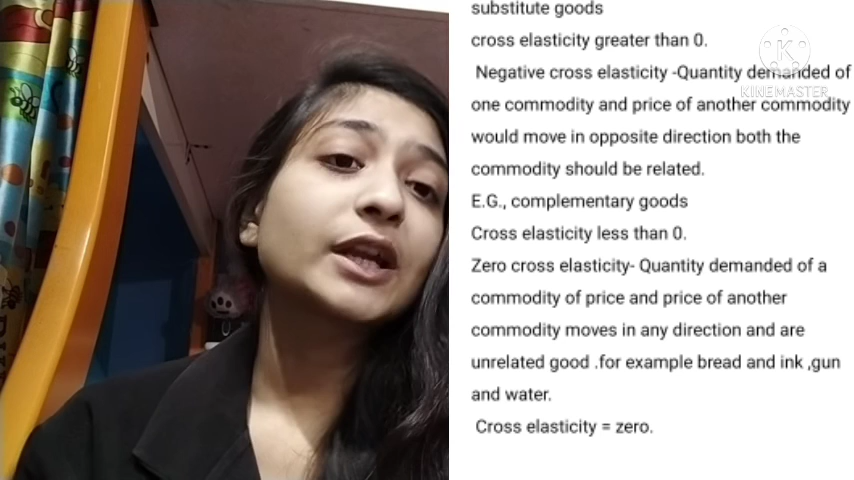 substitute goods
cross elasticity greater than 0.
Negative cross elasticity -Quantity demanded of
one commodity and price of another commodity
would move in opposite direction both the
commodity should be related.
E.G., complementary goods
Cross elasticity less than 0.
Zero cross elasticity- Quantity demanded of a
commodity of price and price of another
commodity moves in any direction and are
unrelated good .for example bread and ink ,gun
and water.
Cross elasticity = zero.
KINEMASTER